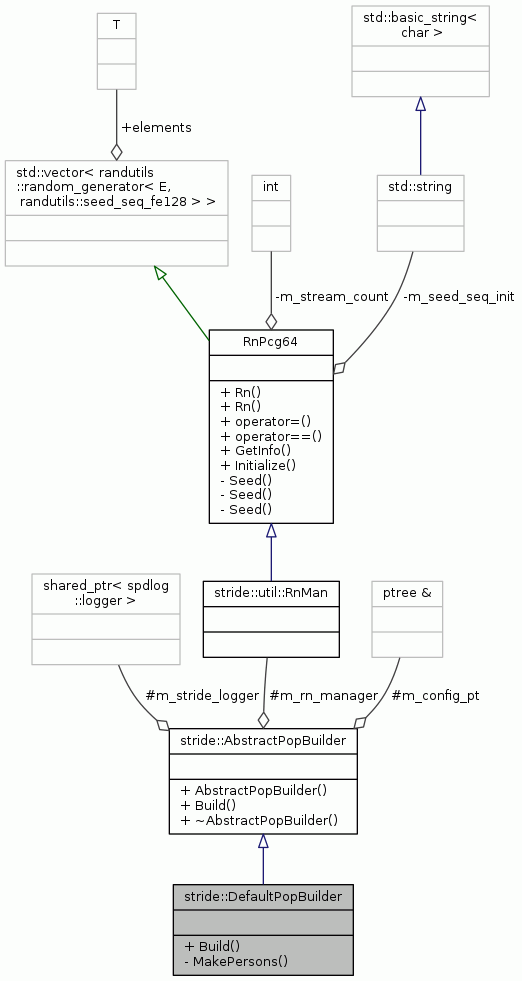 T
std::basic_string<
char >
+elements
std::vector< randutils
::random_generator< E,
randutils::seed_seq_fe128 > >
int
std::string
-m_stream_count
-m_seed_seq_init
RnPcg64
+ Rn()
+ Rn()
+ operator=()
+ operator==()
+ GetInfo()
+ Initialize()
- Seed()
- Seed()
- Seed()
shared_ptr< spdlog
::logger >
stride::util::RnMan
ptree &
#m_stride_logger
#m_rn_manager
#m_config_pt
stride::AbstractPopBuilder
+ AbstractPopBuilder()
+ Build()
+ ~AbstractPopBuilder()
stride::DefaultPopBuilder
+ Build()
- MakePersons()